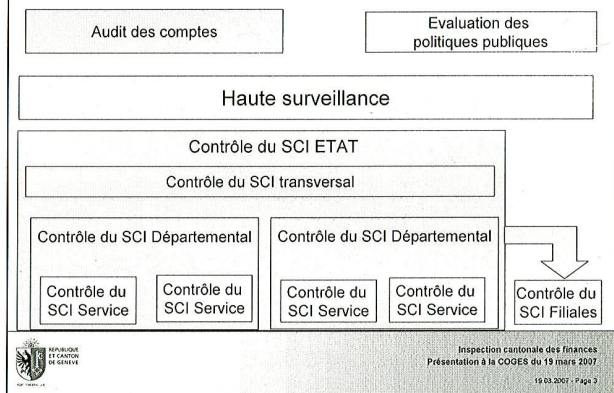 Audit des comptes
Evaluation des
politiques publiques
Haute surveillance
Contrôle du SCI ETAT
Contrôle du SCI transversal
Contrôle du SCI Départemental
Contrôle du SCI Départemental
Contrôle du
SCI Service
Contrôle du
SCI Service
Contrôle du
SCI Service
Contrôle du
SCI Service
Contrôle du
SCI Filiales
REPUBLIQUE
ET CANTON
DE GENEVE
Inspection cantonale des finances
Présentation à la COGES du 19 mars 2007
19.03.2007 - Page 3